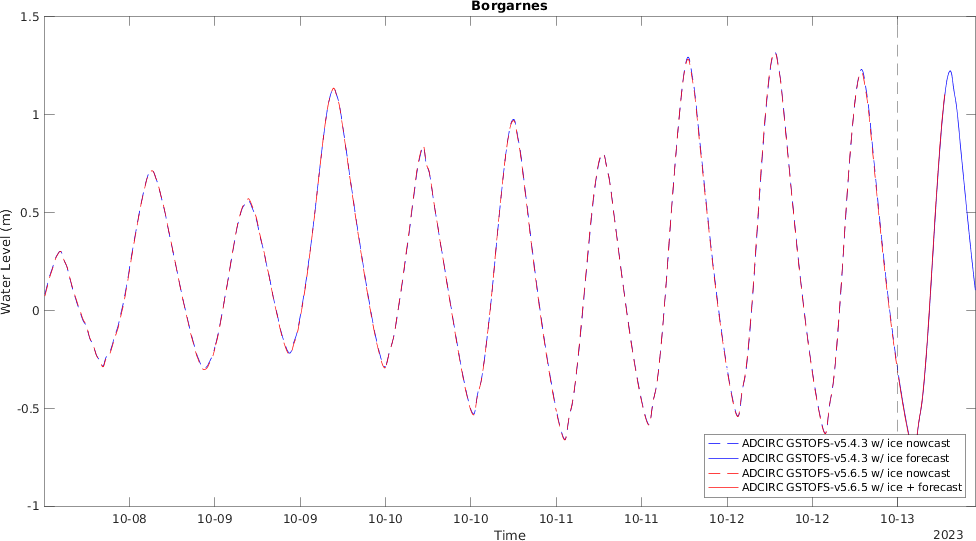 Borgarnes
1.5
1
0.5
0
-0.5
-1
Water Level (m)
10-08
10-09
10-09
10-10
10-10
10-11
10-11
10-12
10-12
10-13
Time
2023
ADCIRC GSTOFS-v5.4.3 w/ ice nowcast
ADCIRC GSTOFS-v5.4.3 w/ ice forecast
ADCIRC GSTOFS-v5.6.5 w/ ice nowcast
ADCIRC GSTOFS-v5.6.5 w/ ice + forecast